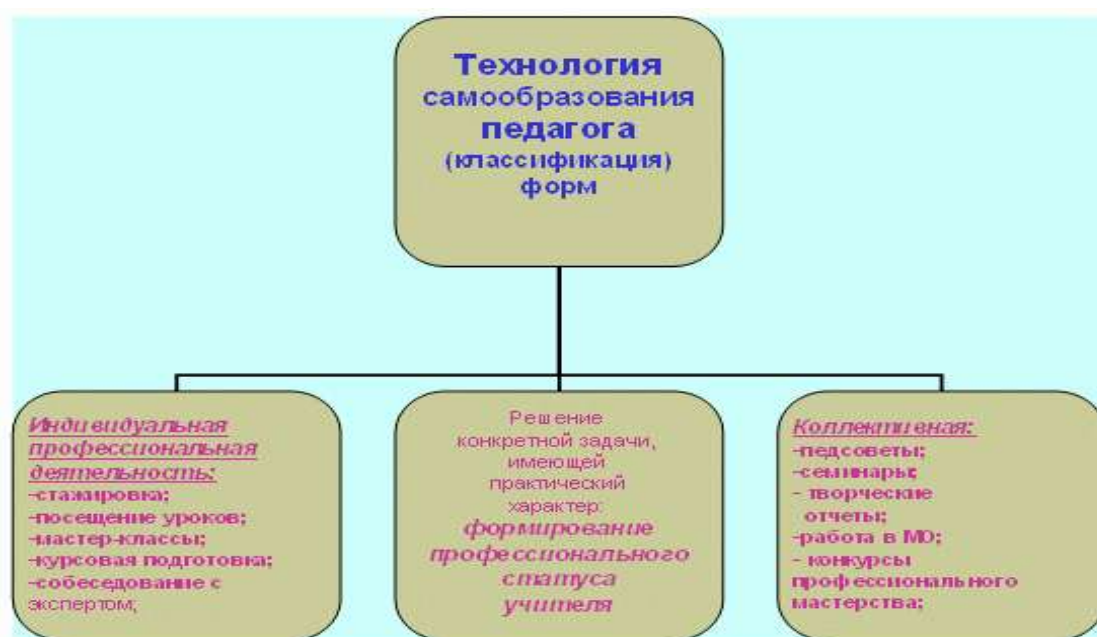 Технология
самообразования
педагога
(классификация)
форм
Индивидуальная
профессиональная
деятельность:
-стажировка;
-посещение уроков;
-мастер-классы;
-курсовая подготовка;
-собеседование с
экспертом;
Решение
конкретной задачи,
имеющей
практический
характер:
формирование
профессионального
статуса
учителя
Коллективная:
-педсоветы;
-семинары;
- творческие
отчеты;
-работа в МО;
- конкурсы
профессионального
мастерства;